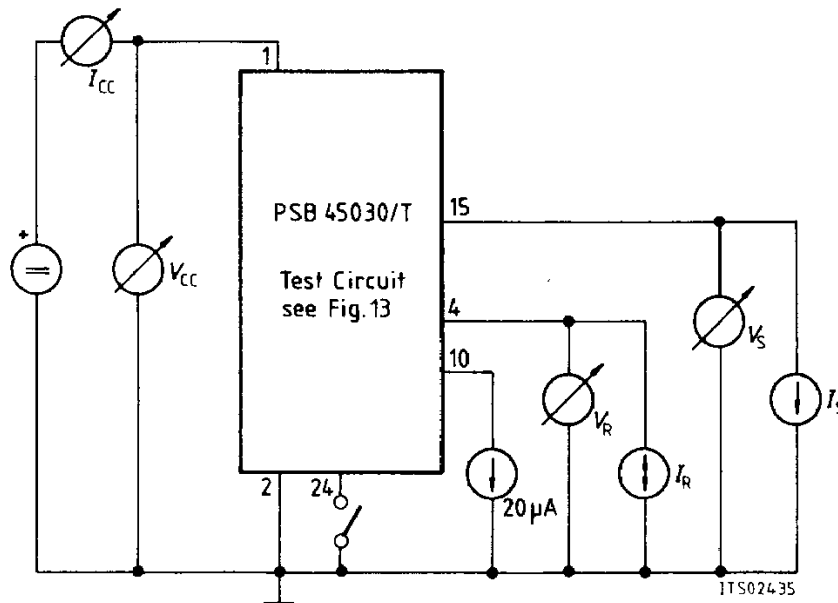 I_CC
1
PSB 45030/T
15
+
V_CC
Test Circuit
see Fig. 13
4
V_S
10
V_R
I_S
2
24
20 µA
I_R
ITS02435